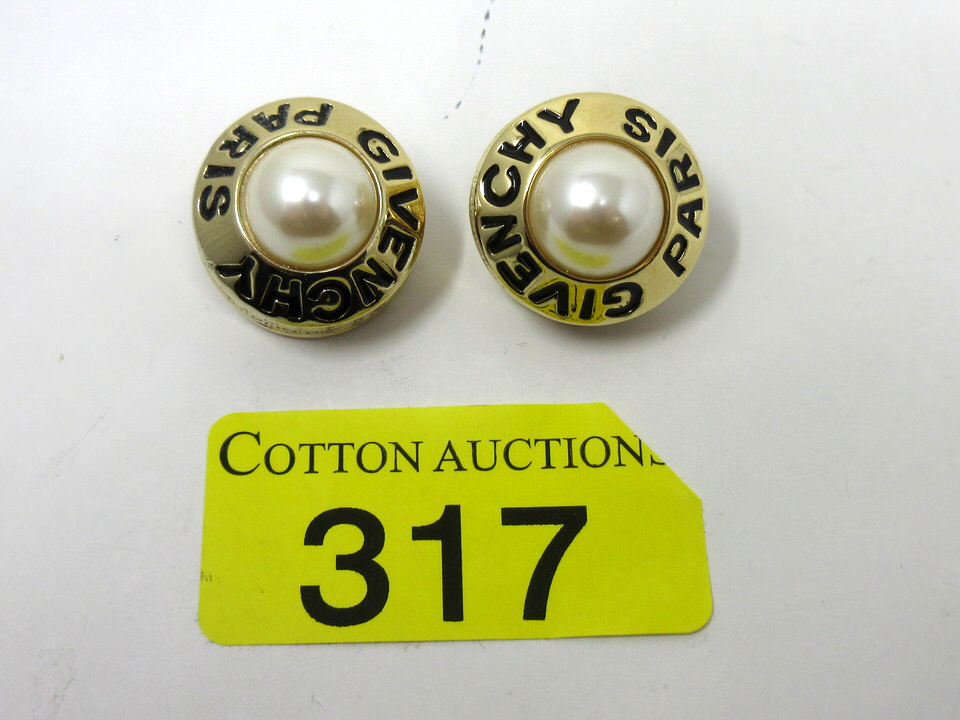 GIVENCHY PARIS
GIVENCHY PARIS
COTTON AUCTIONS
317